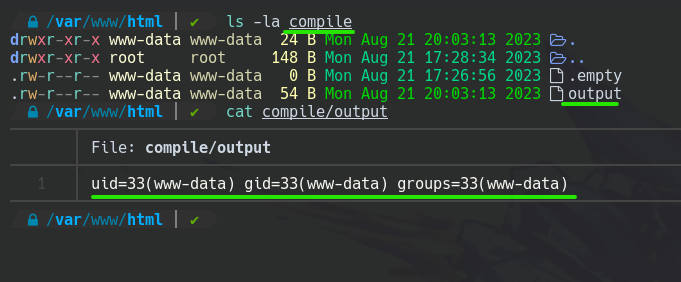 /var/www/html | ✔ ls -la compile
drwxr-xr-x www-data www-data 24 B Mon Aug 21 20:03:13 2023 .
drwxr-xr-x root root 148 B Mon Aug 21 17:28:34 2023 ..
.rw-r--r-- www-data www-data 0 B Mon Aug 21 17:26:56 2023 .empty
.rw-r--r-- www-data www-data 54 B Mon Aug 21 20:03:13 2023 output
/var/www/html | ✔ cat compile/output
File: compile/output
1 uid=33(www-data) gid=33(www-data) groups=33(www-data)
/var/www/html | ✔